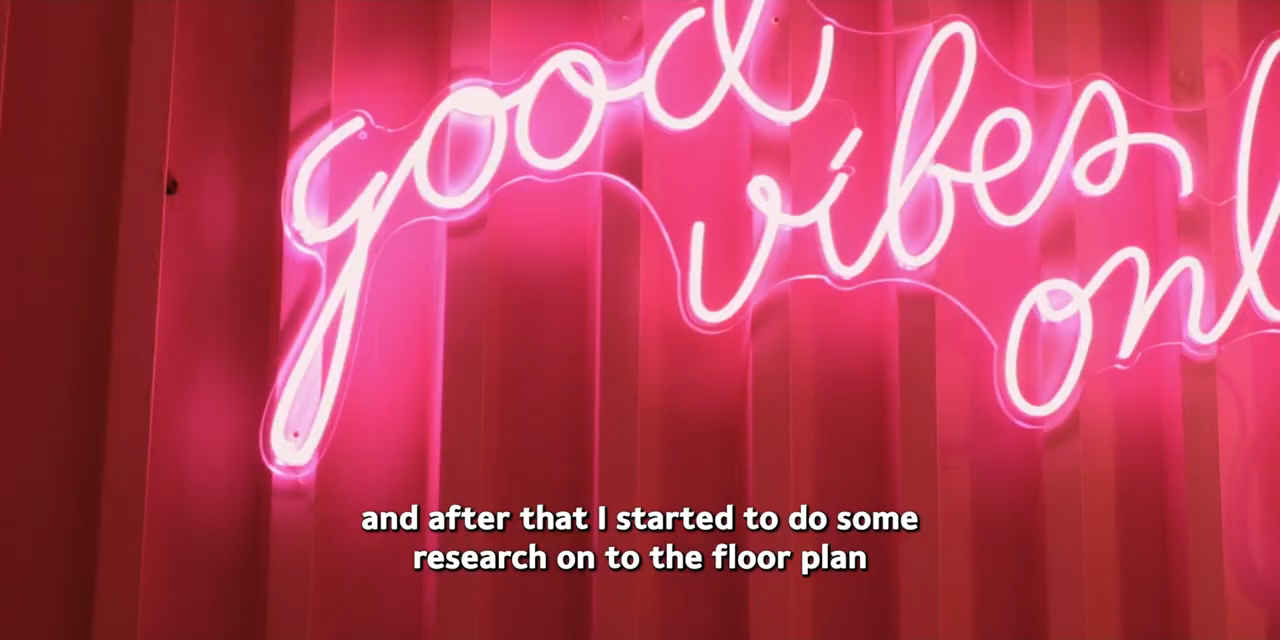 good
vibes
onl
and after that I started to do some
research on to the floor plan